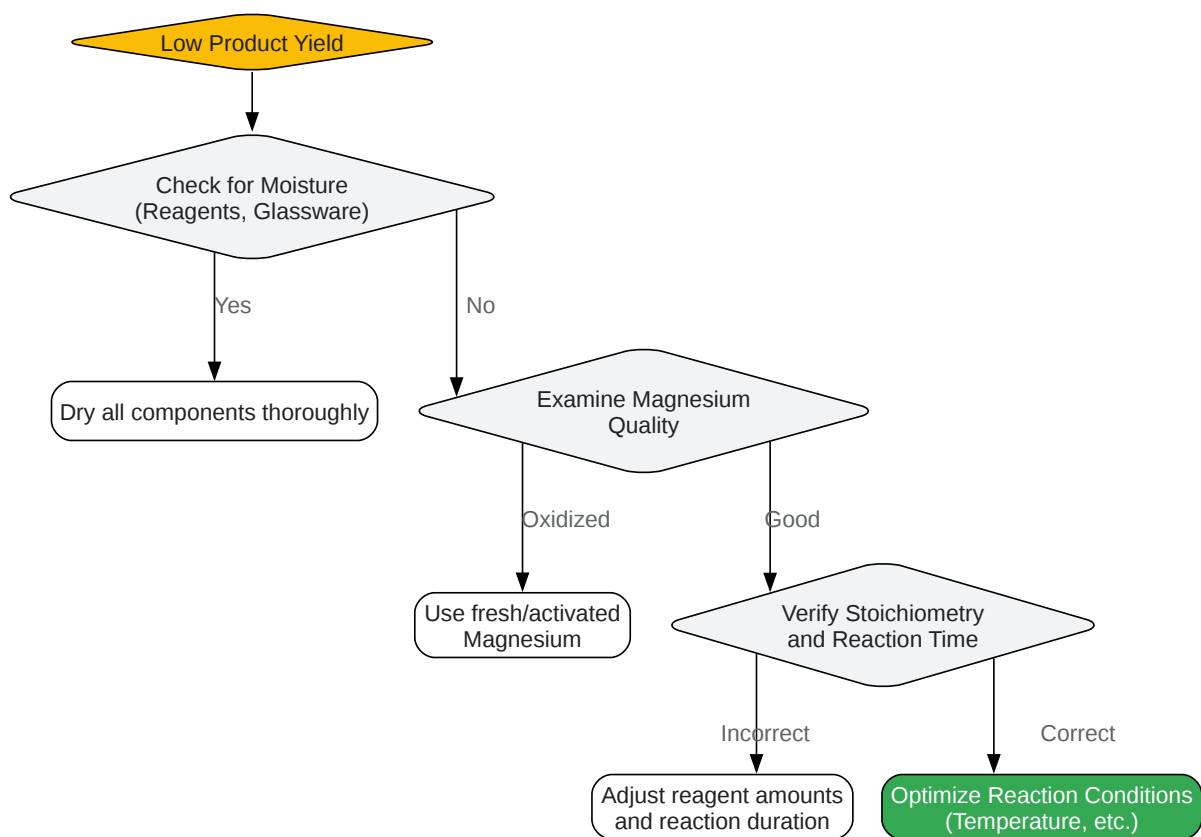 Low Product Yield
Check for Moisture
(Reagents, Glassware)
Yes
No
Dry all components thoroughly
Examine Magnesium
Quality
Oxidized
Good
Use fresh/activated
Magnesium
Verify Stoichiometry
and Reaction Time
Incorrect
Correct
Adjust reagent amounts
and reaction duration
Optimize Reaction Conditions
(Temperature, etc.)